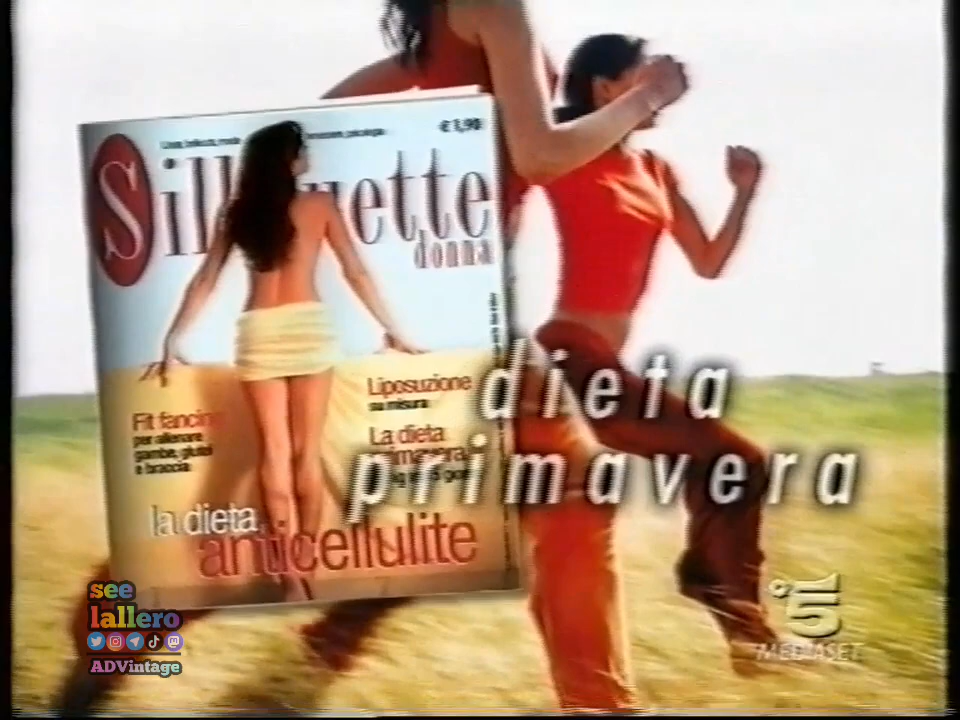 € 1,90
Silhouette
donna
Liposuzione
su misura
Fit fancing
per allenare
gambe, glutei
e braccia
La dieta
primavera
la dieta
anticellulite
dieta
primavera
see
lallero
ADVintage
5
MEDIASET